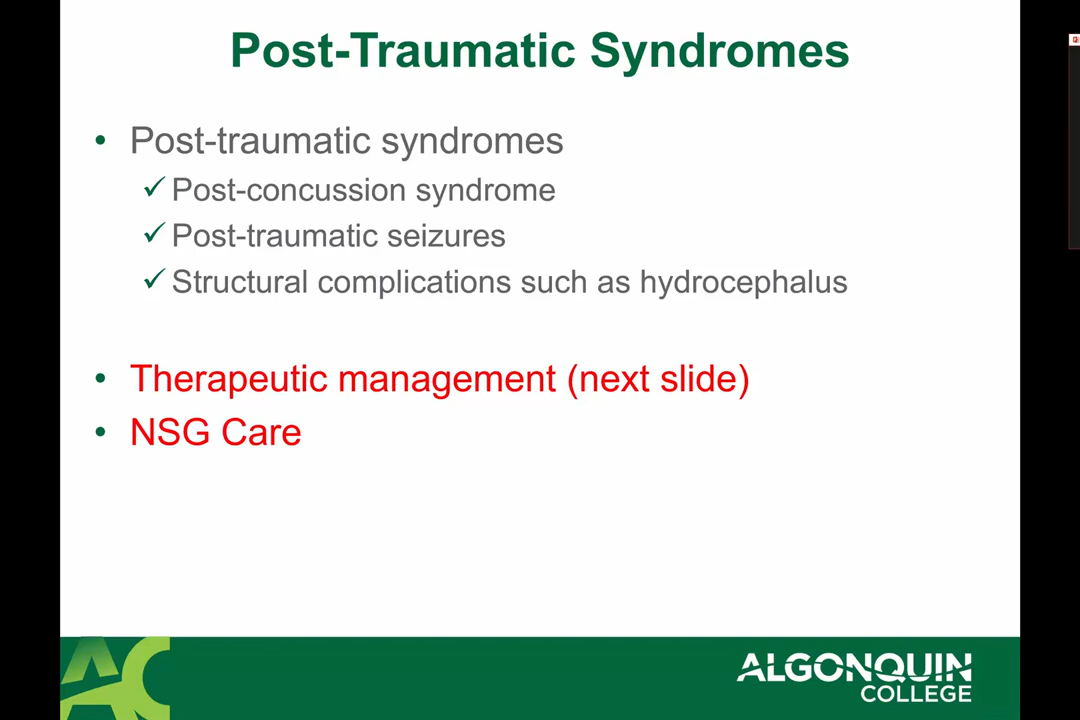 Post-Traumatic Syndromes
• Post-traumatic syndromes
✓ Post-concussion syndrome
✓ Post-traumatic seizures
✓ Structural complications such as hydrocephalus
• Therapeutic management (next slide)
• NSG Care
AC
ALGONQUIN
COLLEGE